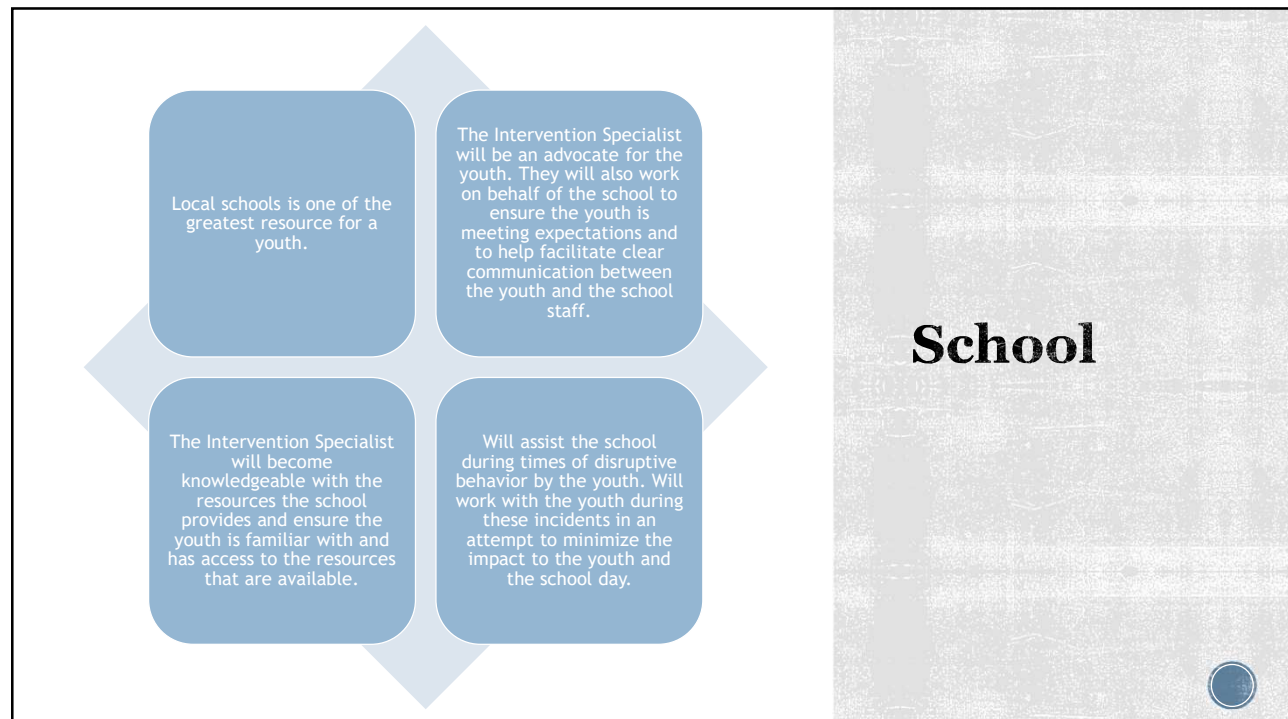 Local schools is one of the
greatest resource for a
youth.
The Intervention Specialist
will be an advocate for the
youth. They will also work
on behalf of the school to
ensure the youth is
meeting expectations and
to help facilitate clear
communication between
the youth and the school
staff.
The Intervention Specialist
will become
knowledgeable with the
resources the school
provides and ensure the
youth is familiar with and
has access to the resources
that are available.
Will assist the school
during times of disruptive
behavior by the youth. Will
work with the youth during
these incidents in an
attempt to minimize the
impact to the youth and
the school day.
School